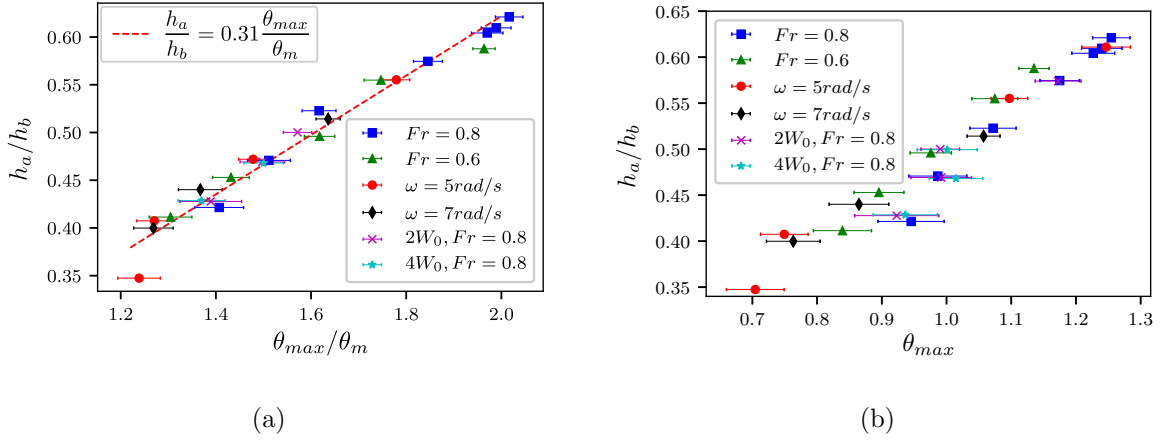 h_a/h_b
0.60
0.55
0.50
0.45
0.40
0.35
h_a/h_b = 0.31 θ_max/θ_m
Fr = 0.8
Fr = 0.6
ω = 5rad/s
ω = 7rad/s
2W_0, Fr = 0.8
4W_0, Fr = 0.8
1.2 1.4 1.6 1.8 2.0
θ_max/θ_m
(a)
h_a/h_b
0.65
0.60
0.55
0.50
0.45
0.40
0.35
Fr = 0.8
Fr = 0.6
ω = 5rad/s
ω = 7rad/s
2W_0, Fr = 0.8
4W_0, Fr = 0.8
0.7 0.8 0.9 1.0 1.1 1.2 1.3
θ_max
(b)